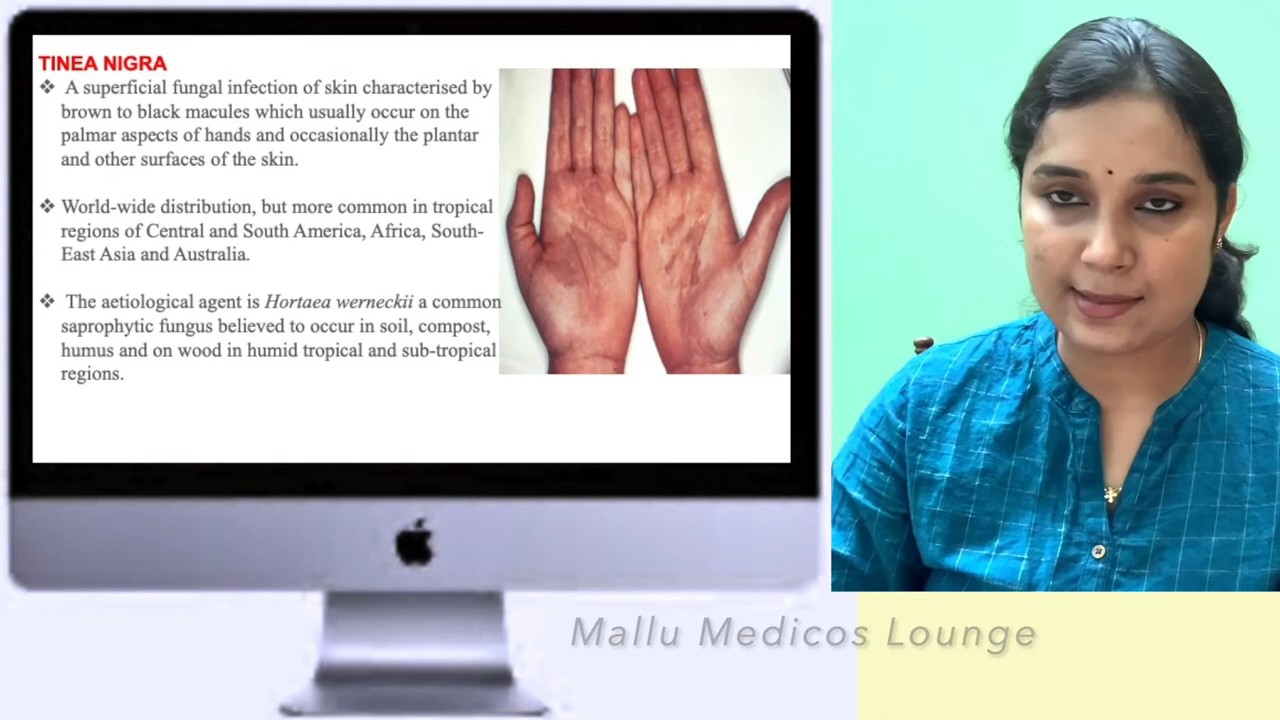 TINEA NIGRA
❖ A superficial fungal infection of skin characterised by
brown to black macules which usually occur on the
palmar aspects of hands and occasionally the plantar
and other surfaces of the skin.
❖ World-wide distribution, but more common in tropical
regions of Central and South America, Africa, South-
East Asia and Australia.
❖ The aetiological agent is Hortaea werneckii a common
saprophytic fungus believed to occur in soil, compost,
humus and on wood in humid tropical and sub-tropical
regions.
Mallu Medicos Lounge